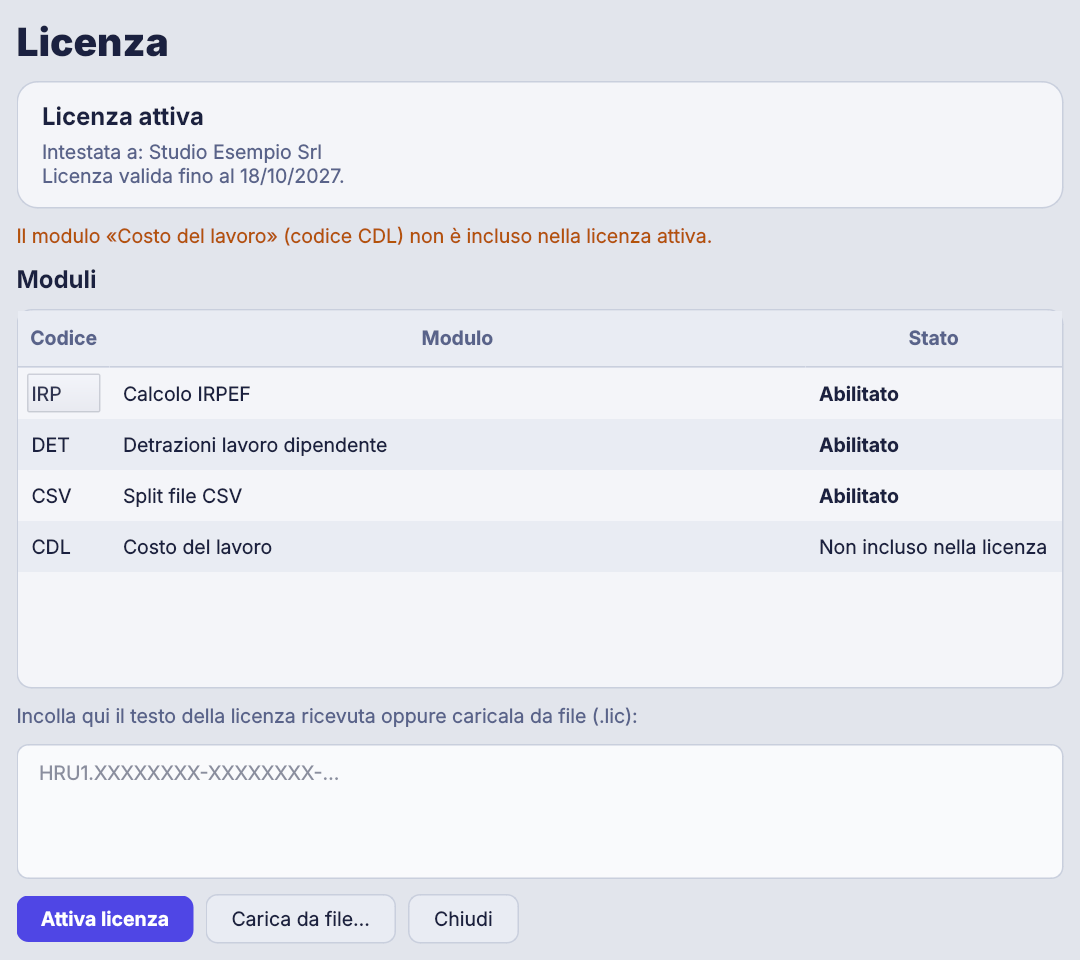 Licenza
Licenza attiva
Intestata a: Studio Esempio Srl
Licenza valida fino al 18/10/2027.
Il modulo «Costo del lavoro» (codice CDL) non è incluso nella licenza attiva.
Moduli
Codice Modulo Stato
IRP Calcolo IRPEF Abilitato
DET Detrazioni lavoro dipendente Abilitato
CSV Split file CSV Abilitato
CDL Costo del lavoro Non incluso nella licenza
Incolla qui il testo della licenza ricevuta oppure caricala da file (.lic):
HRU1.XXXXXXXX-XXXXXXXX-...
Attiva licenza Carica da file... Chiudi